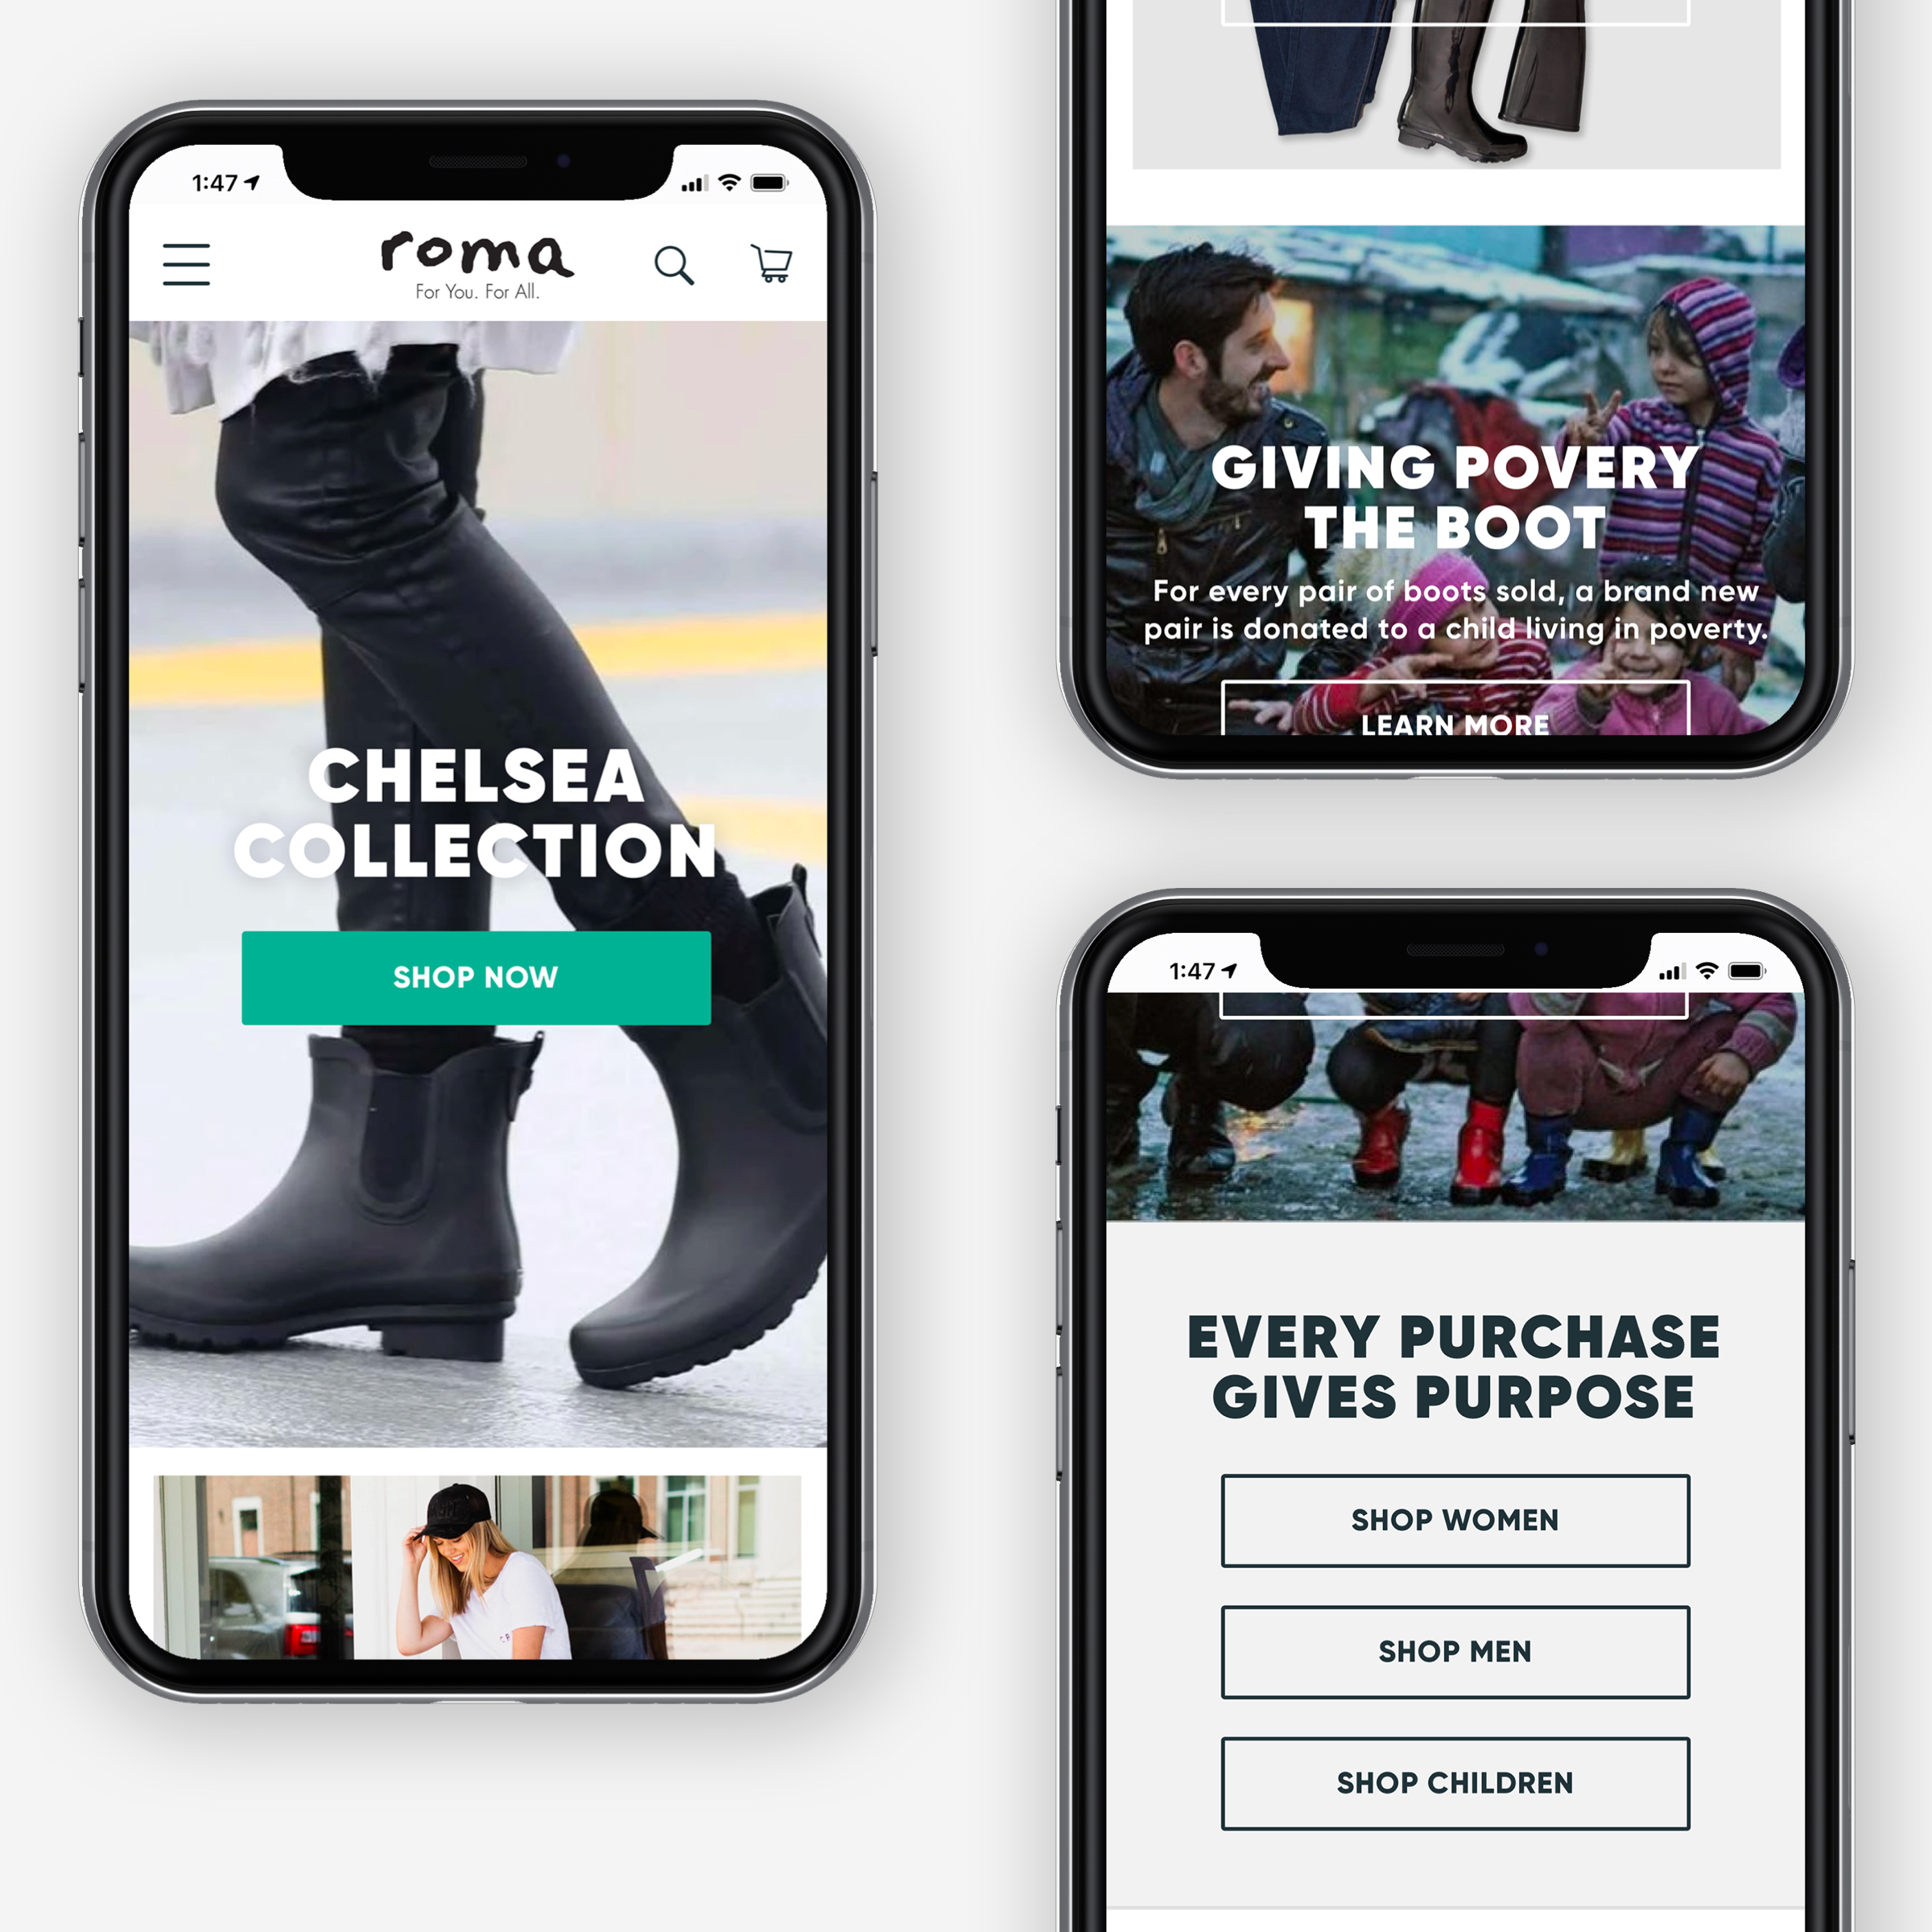 1:47
roma
For You. For All.
CHELSEA
COLLECTION
SHOP NOW
GIVING POVERY
THE BOOT
For every pair of boots sold, a brand new
pair is donated to a child living in poverty.
LEARN MORE
1:47
EVERY PURCHASE
GIVES PURPOSE
SHOP WOMEN
SHOP MEN
SHOP CHILDREN